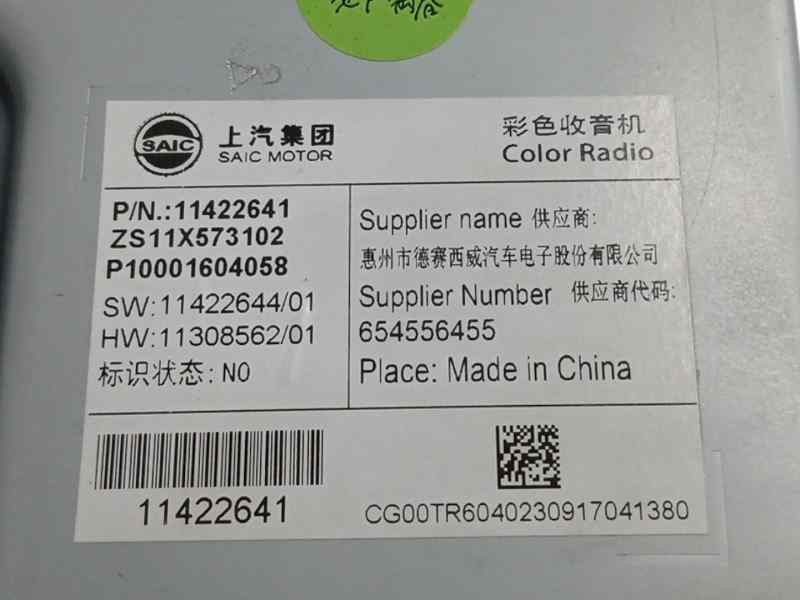 SAIC
上汽集团
SAIC MOTOR
彩色收音机
Color Radio
P/N.:11422641
ZS11X573102
P10001604058
SW:11422644/01
HW:11308562/01
标识状态: NO
Supplier name 供应商:
惠州市德赛西威汽车电子股份有限公司
Supplier Number 供应商代码:
654556455
Place: Made in China
11422641
CG00TR6040230917041380